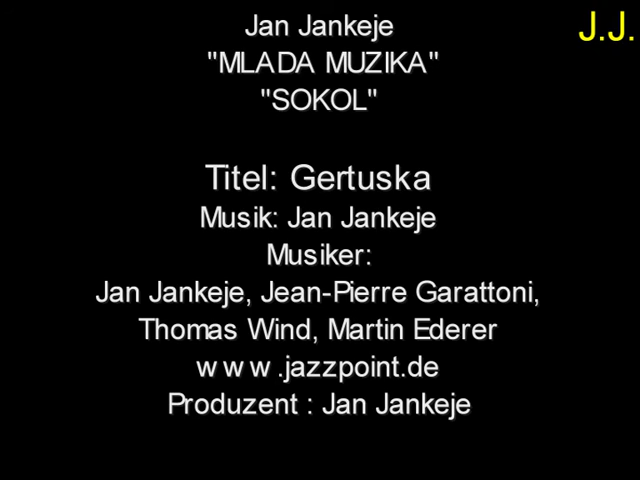 Jan Jankeje
J.J.
"MLADA MUZIKA"
"SOKOL"
Titel: Gertuska
Musik: Jan Jankeje
Musiker:
Jan Jankeje, Jean-Pierre Garattoni,
Thomas Wind, Martin Ederer
www.jazzpoint.de
Produzent : Jan Jankeje